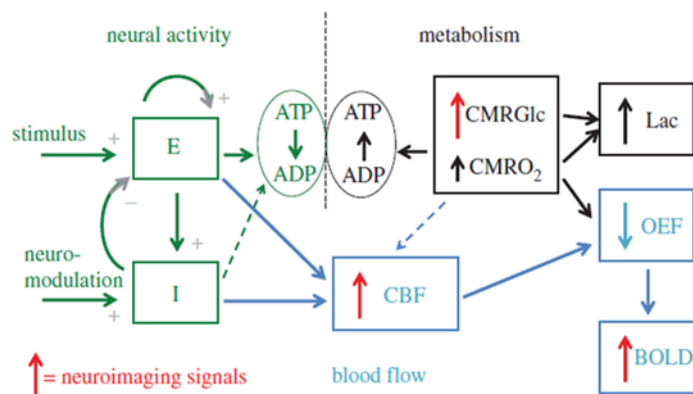 neural activity
metabolism
+
ATP
ATP
CMRGlc
Lac
stimulus
+
E
ADP
ADP
CMRO₂
–
+
OEF
neuro-
modulation
+
I
CBF
BOLD
= neuroimaging signals
blood flow